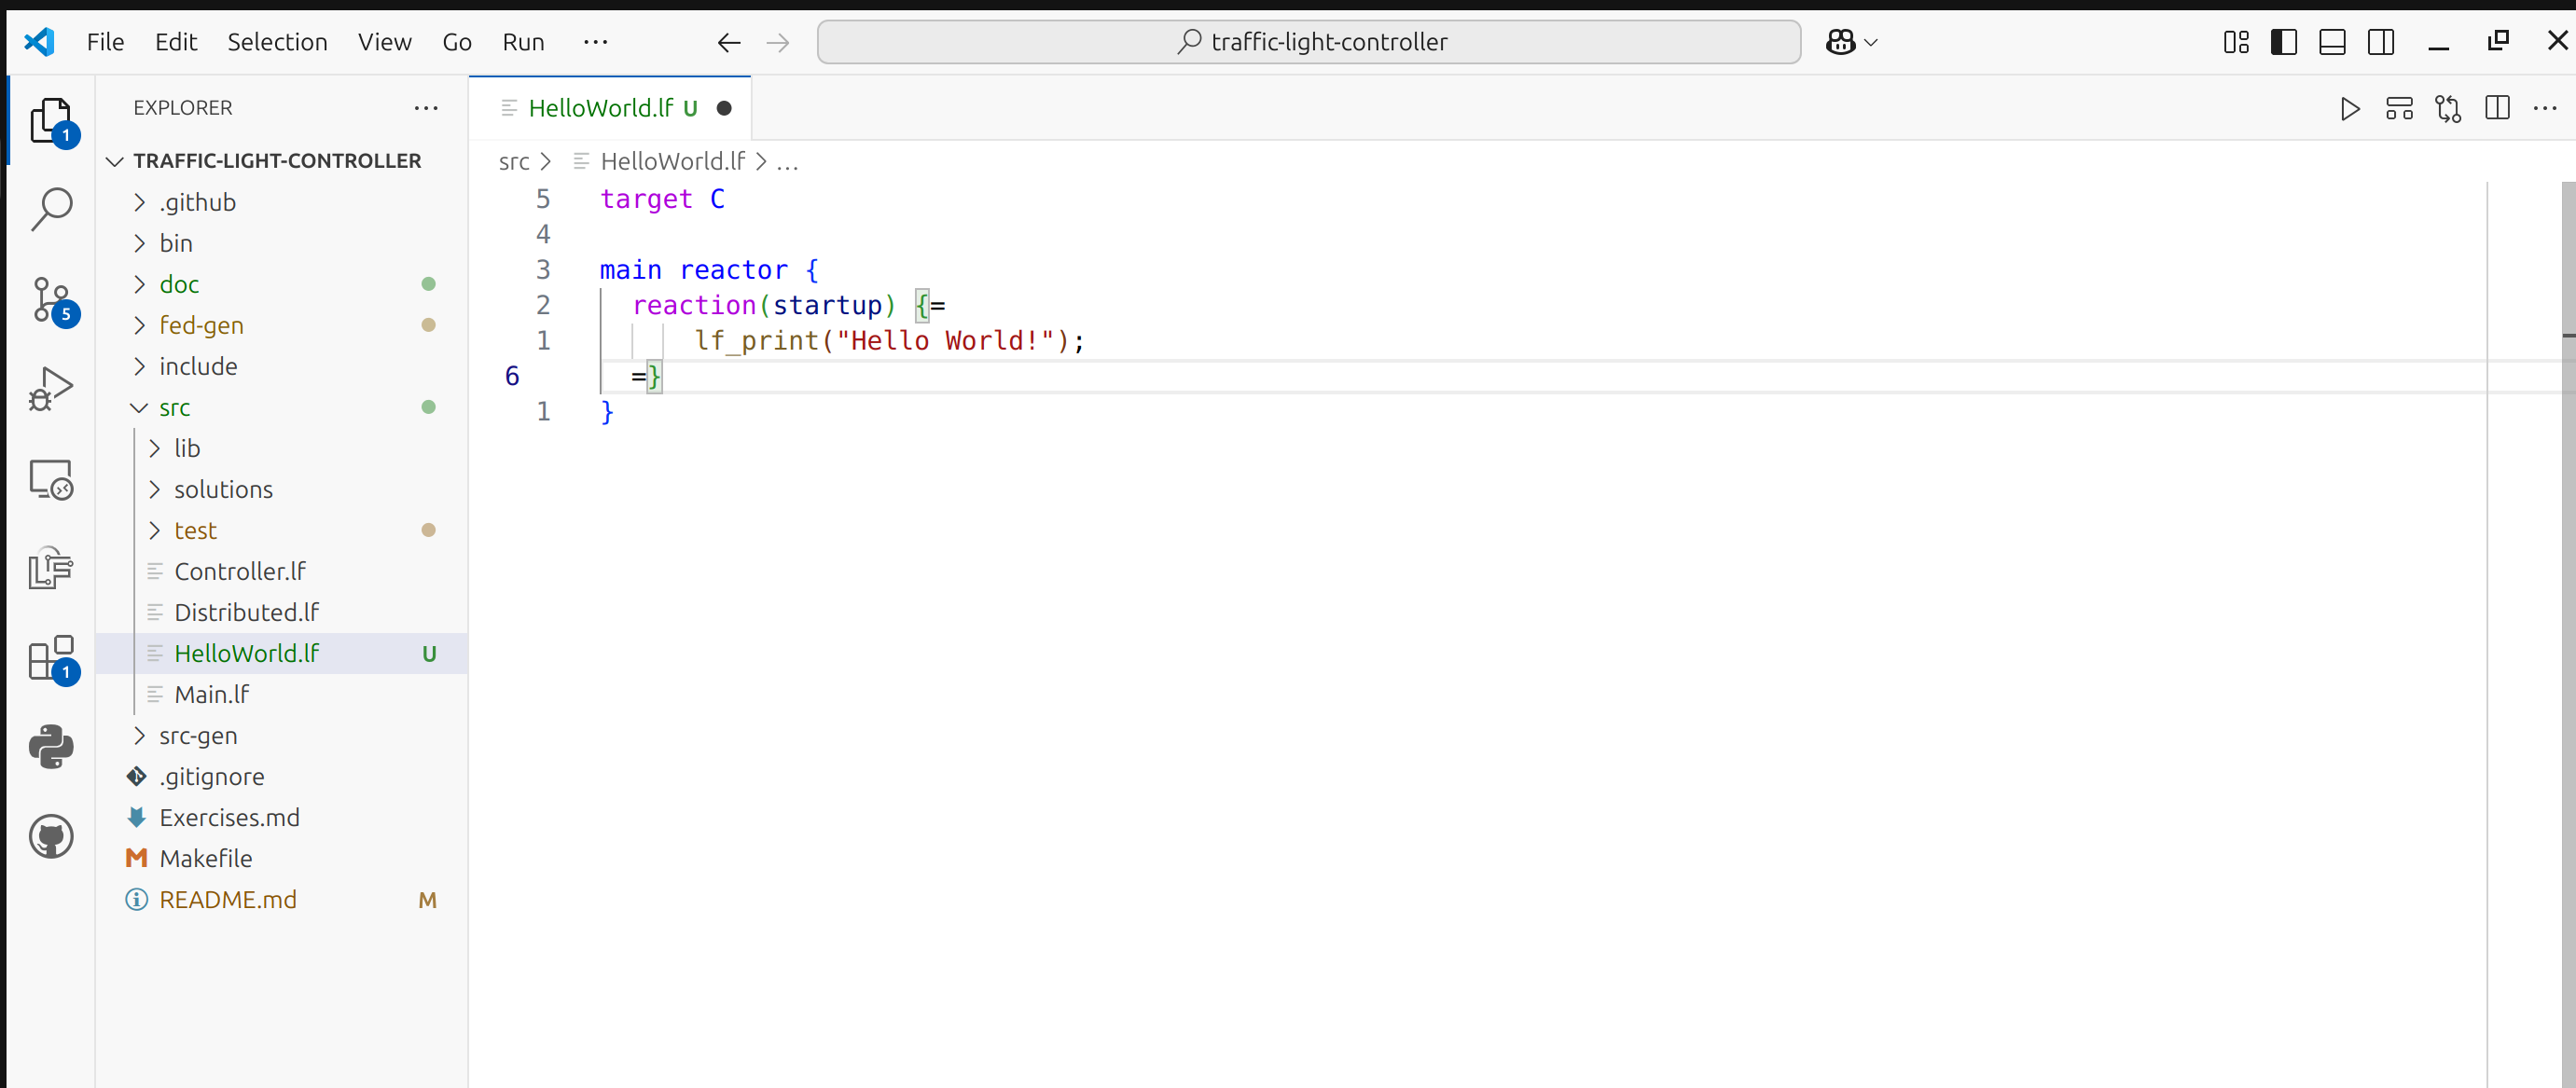 File Edit Selection View Go Run ...
traffic-light-controller
EXPLORER ...
TRAFFIC-LIGHT-CONTROLLER
.github
bin
doc
fed-gen
include
src
lib
solutions
test
Controller.lf
Distributed.lf
HelloWorld.lf U
Main.lf
src-gen
.gitignore
Exercises.md
Makefile
README.md M
1
5
1
HelloWorld.lf U
src > HelloWorld.lf > ...
5 target C
4
3 main reactor {
2 reaction(startup) {=
1 lf_print("Hello World!");
6 =}
1 }